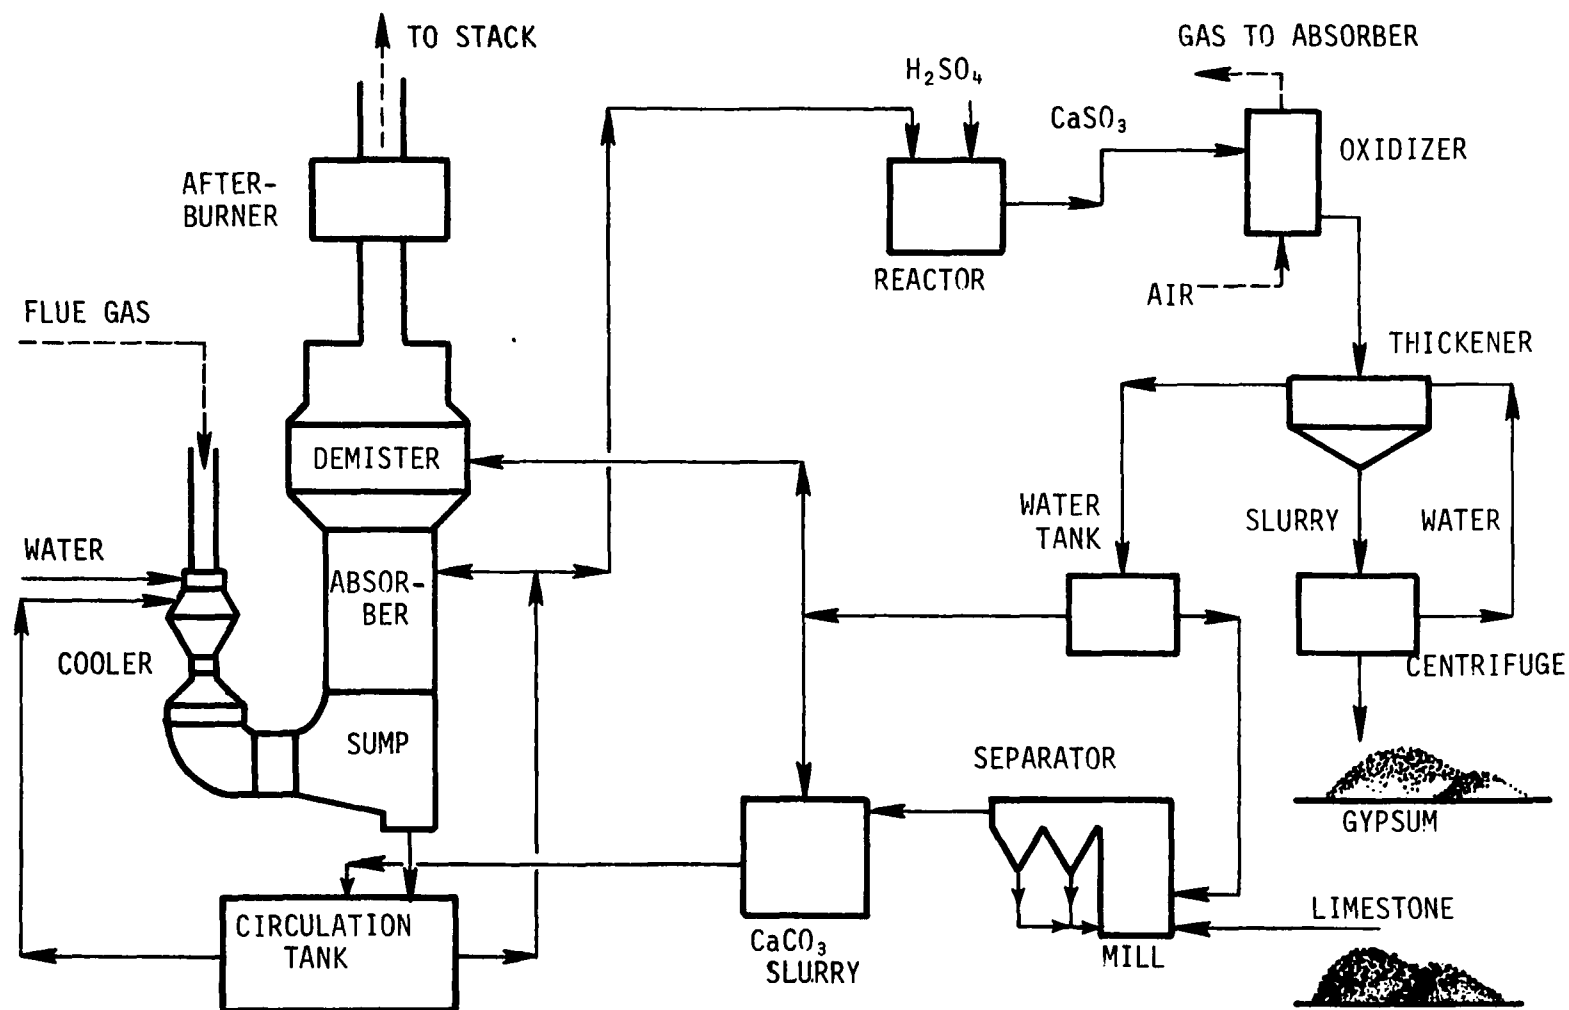 TO STACK
GAS TO ABSORBER
H₂SO₄
CaSO₃
OXIDIZER
AFTER-
BURNER
REACTOR
AIR
FLUE GAS
THICKENER
DEMISTER
WATER
TANK
SLURRY
WATER
WATER
ABSOR-
BER
COOLER
CENTRIFUGE
SUMP
SEPARATOR
GYPSUM
LIMESTONE
CIRCULATION
TANK
CaCO₃
SLURRY
MILL